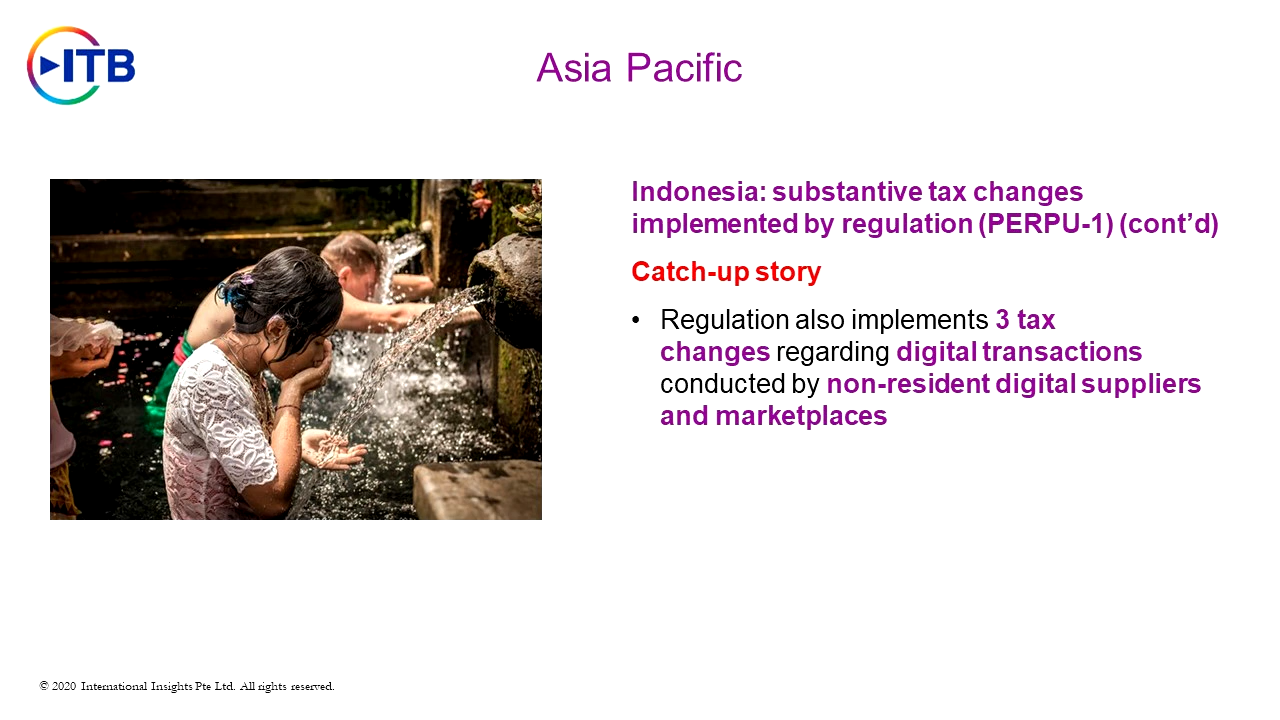 ITB
Asia Pacific
Indonesia: substantive tax changes
implemented by regulation (PERPU-1) (cont’d)
Catch-up story
• Regulation also implements 3 tax
changes regarding digital transactions
conducted by non-resident digital suppliers
and marketplaces
© 2020 International Insights Pte Ltd. All rights reserved.